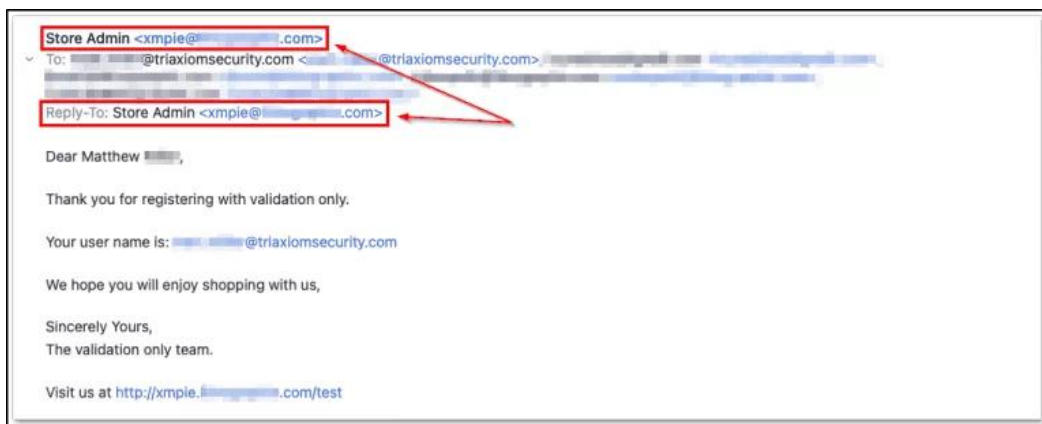 Store Admin <xmpie@ .com>
To: @triaxiomsecurity.com < @triaxiomsecurity.com>,
Reply-To: Store Admin <xmpie@ .com>
Dear Matthew ,
Thank you for registering with validation only.
Your user name is: @triaxiomsecurity.com
We hope you will enjoy shopping with us,
Sincerely Yours,
The validation only team.
Visit us at http://xmpie. .com/test